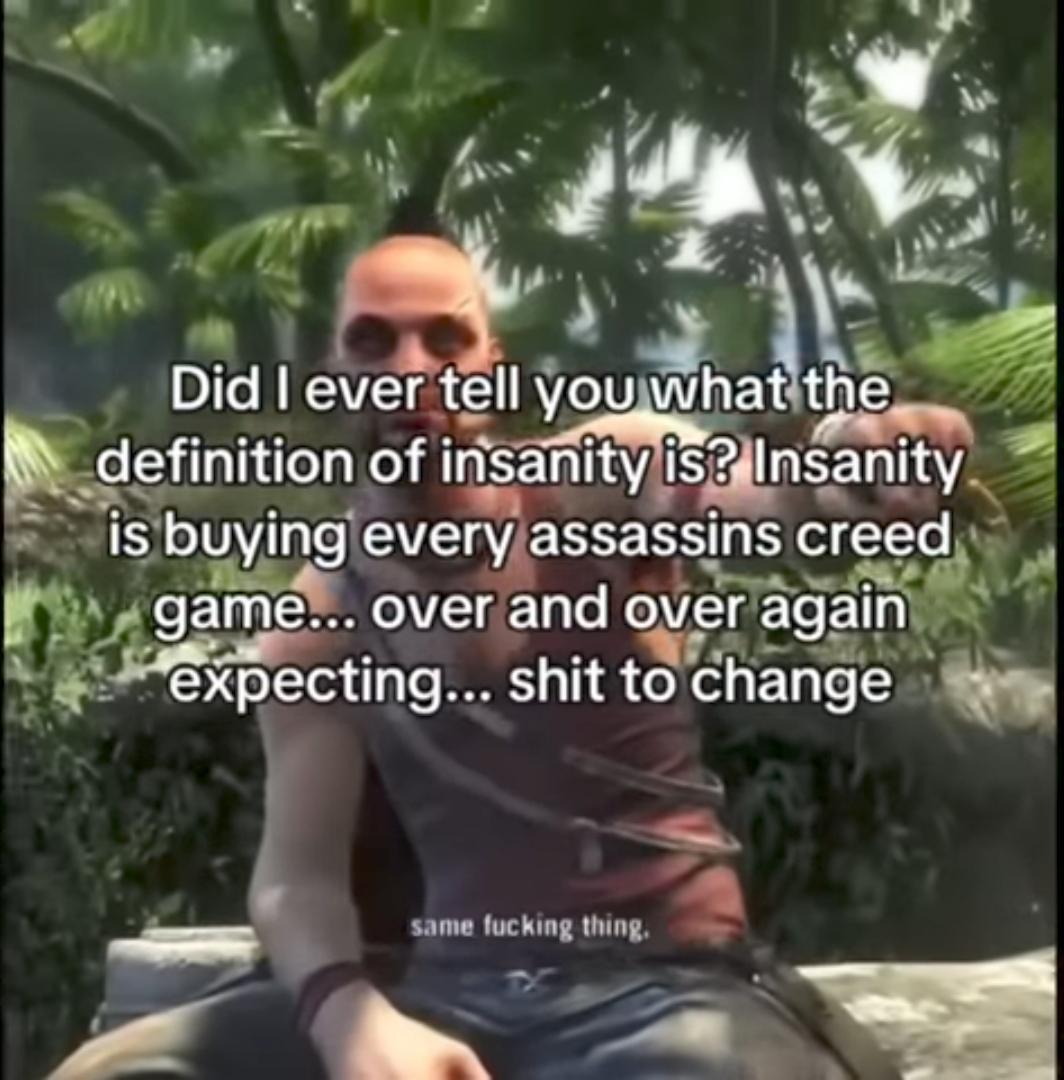 Did I ever tell you what the
definition of insanity is? Insanity
is buying every assassins creed
game... over and over again
expecting... shit to change
same fucking thing.